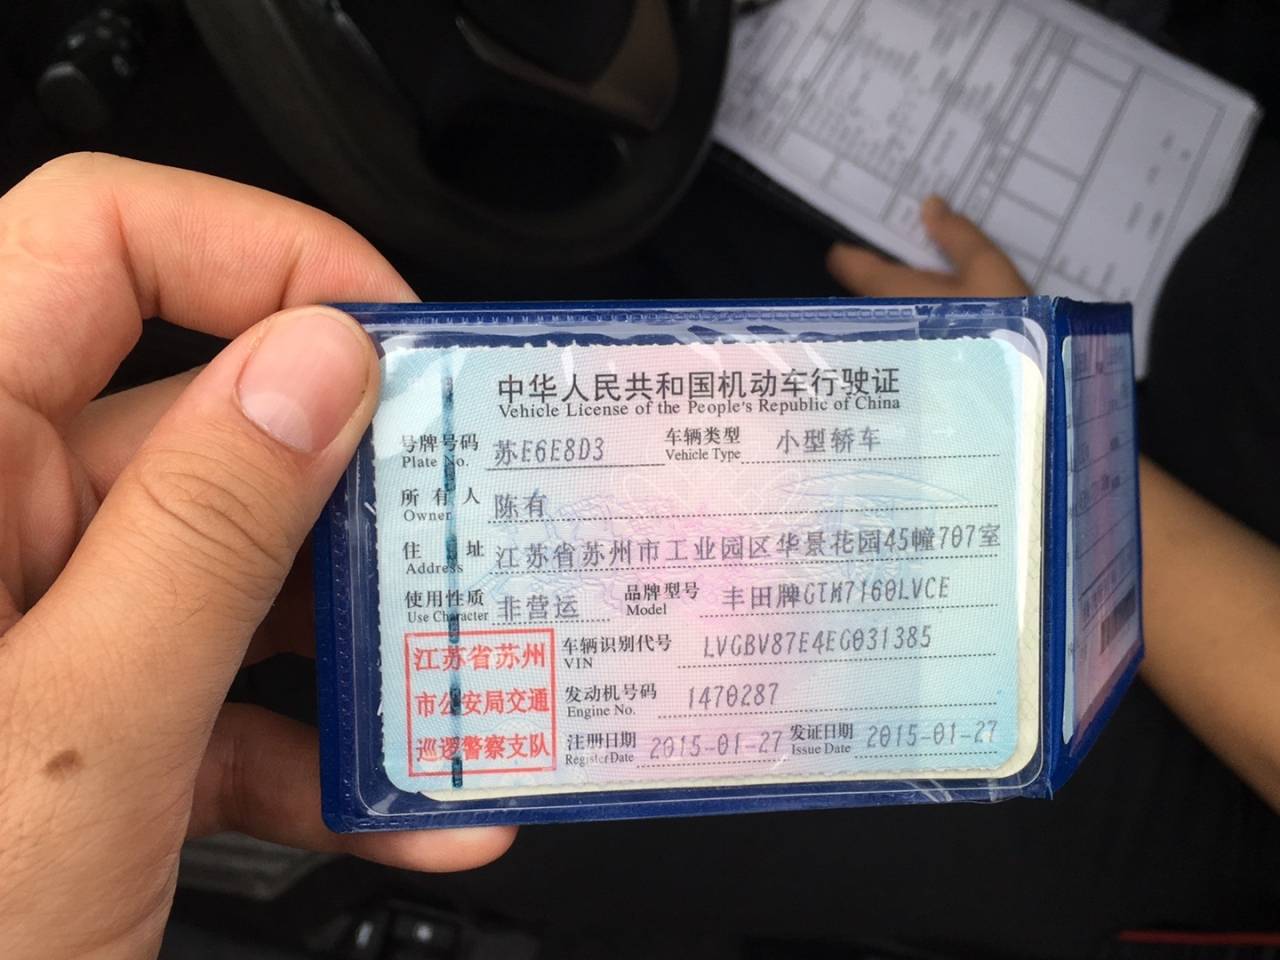 中华人民共和国机动车行驶证
Vehicle License of the People's Republic of China
号牌号码 苏E6E8D3 车辆类型 小型轿车
Plate No. Vehicle Type
所有人 陈有
Owner
住址 江苏省苏州市工业园区华景花园45幢707室
Address
使用性质 非营运 品牌型号 丰田牌GTM7160LVCE
Use Character Model
江苏省苏州
市公安局交通
巡逻警察支队
车辆识别代号 LVGBV87E4EG031385
VIN
发动机号码 1470287
Engine No.
注册日期 2015-01-27 发证日期 2015-01-27
Register Date Issue Date